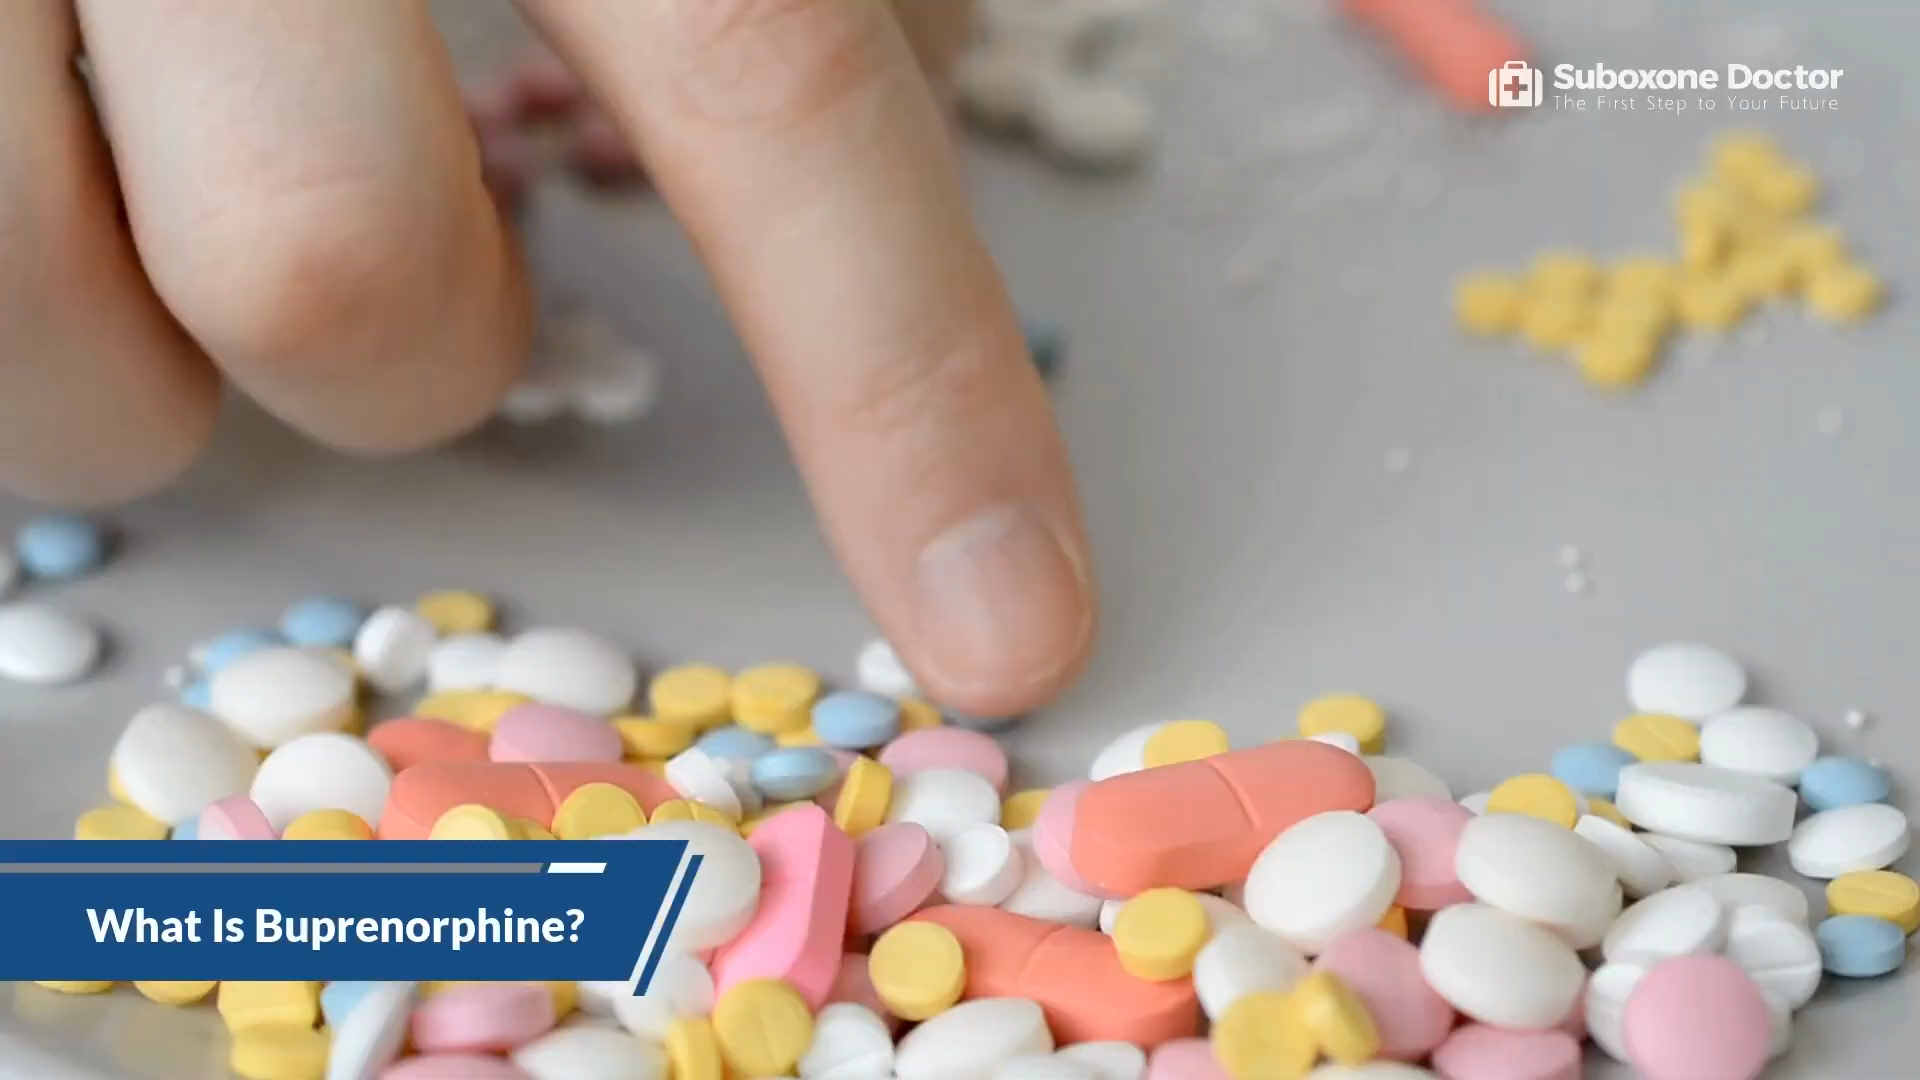 Suboxone Doctor
The First Step to Your Future
What Is Buprenorphine?